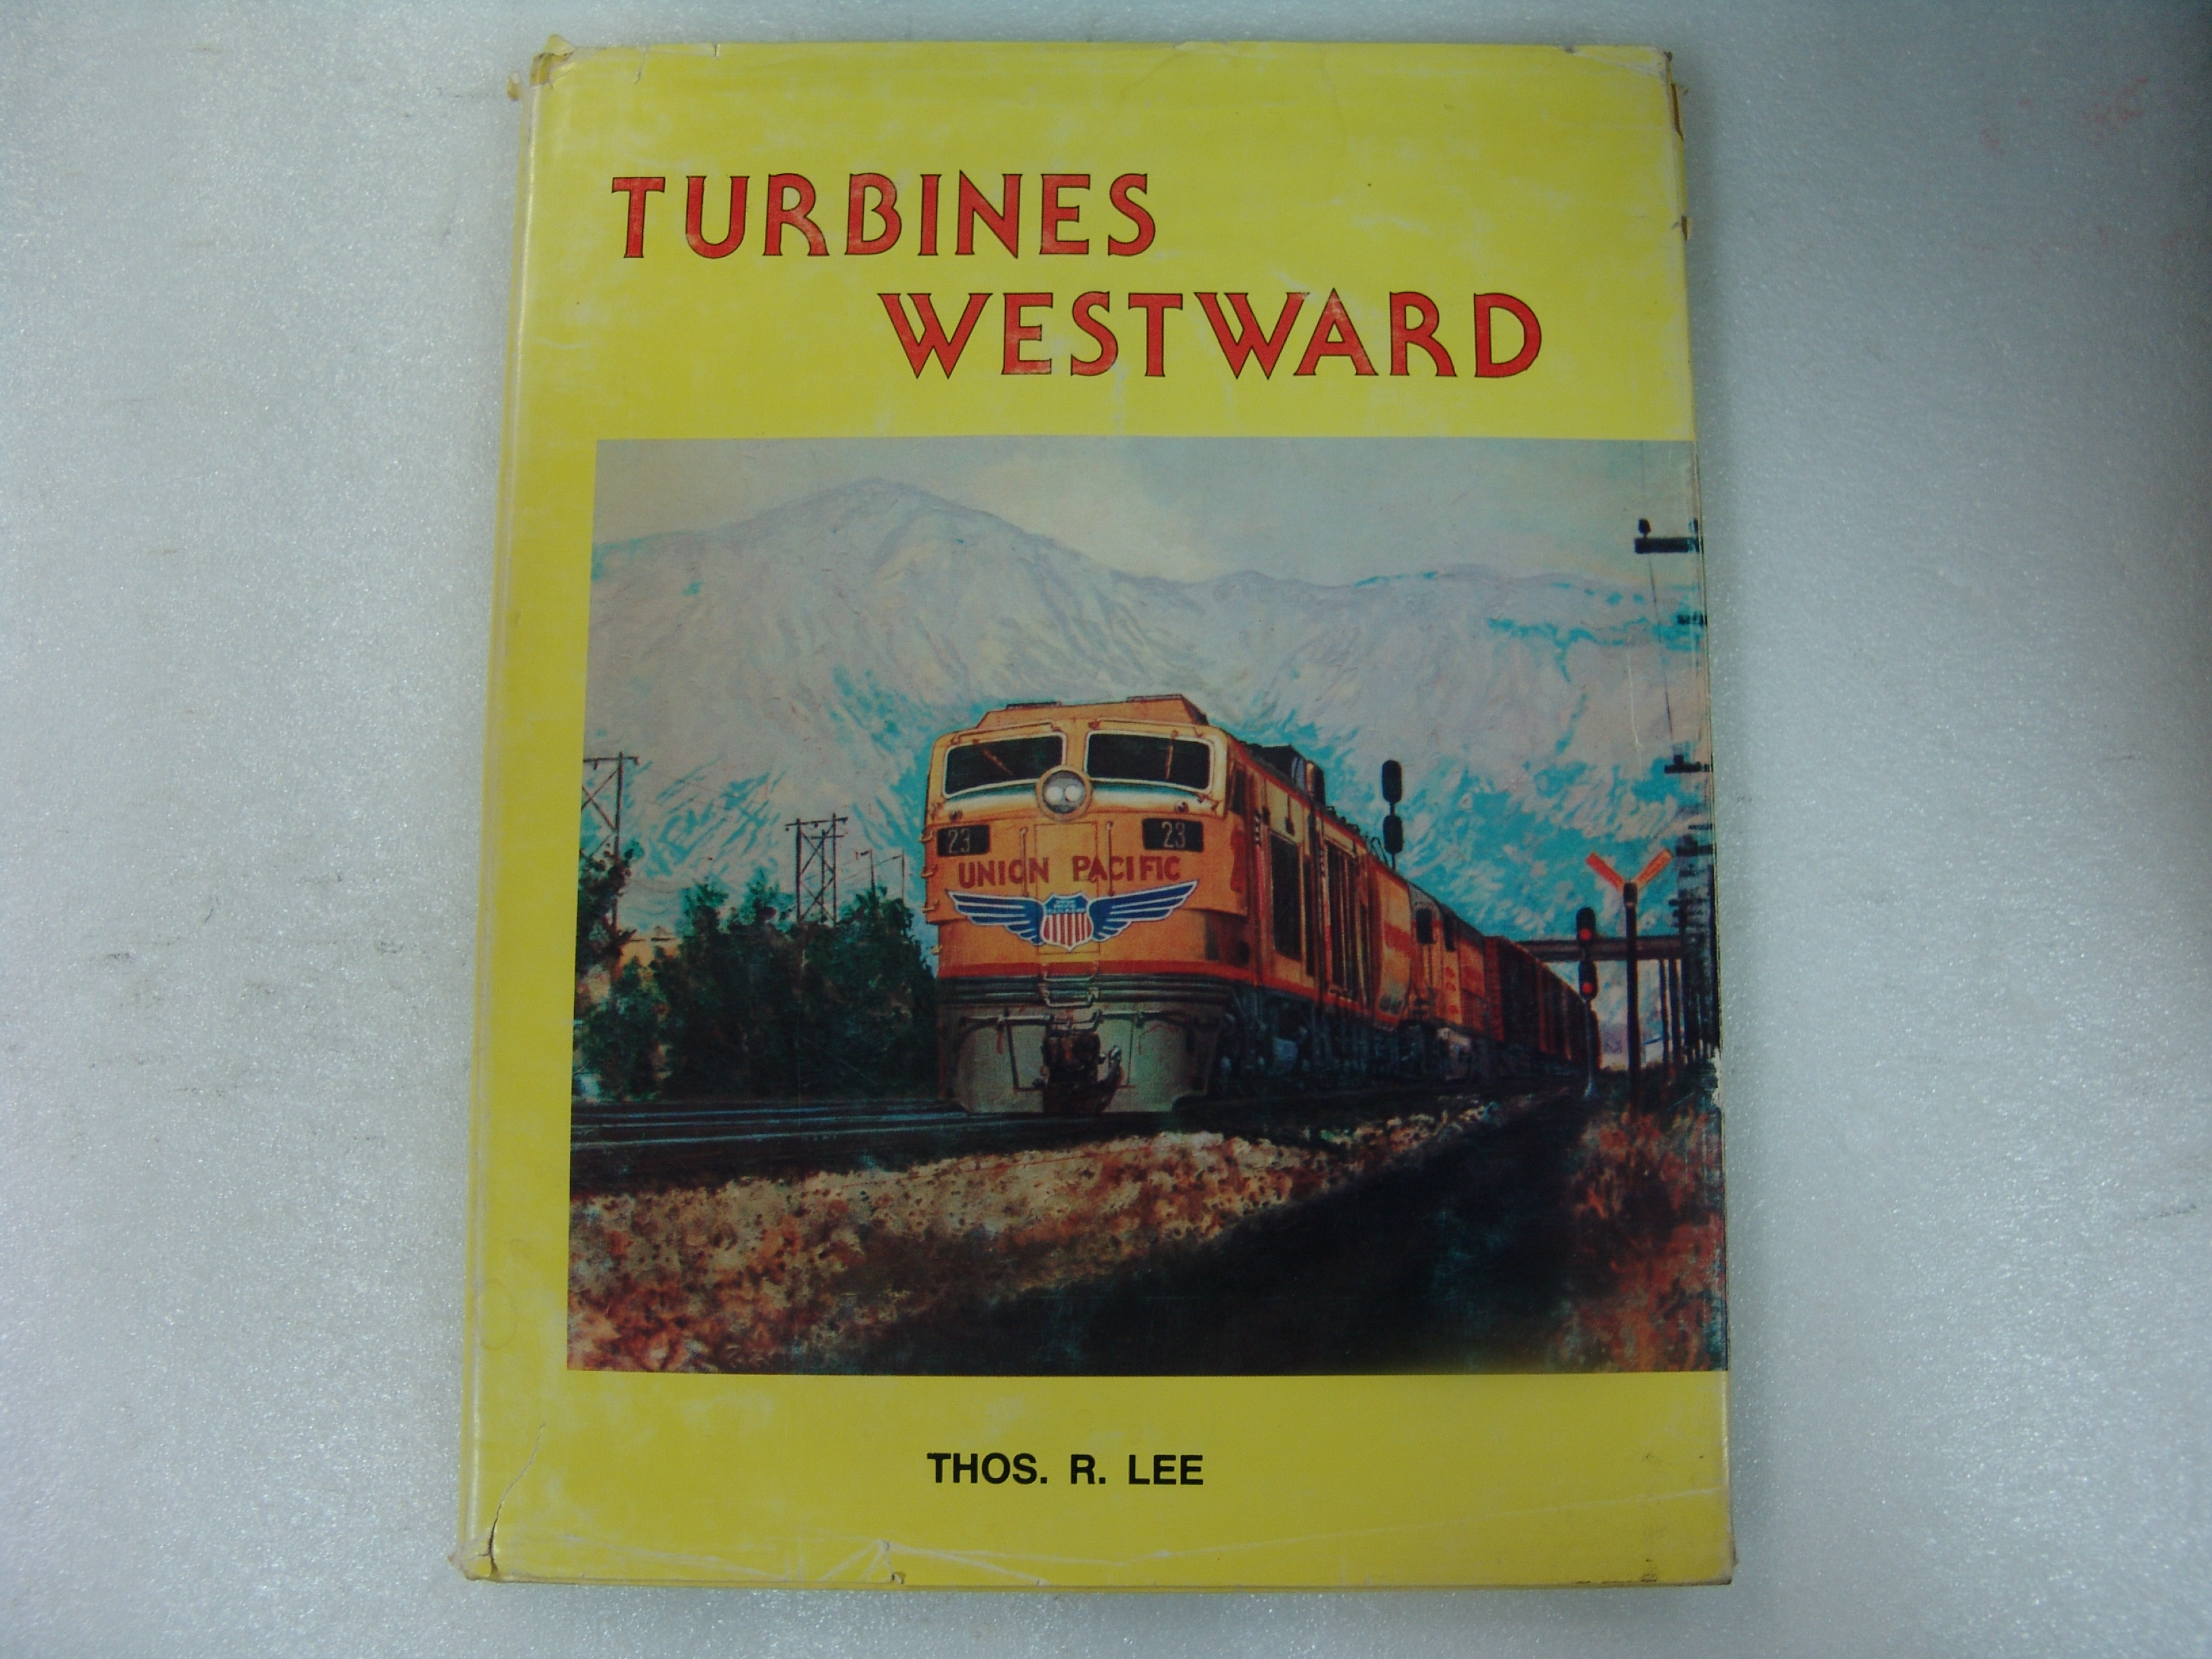 TURBINES
WESTWARD
23 23
UNION PACIFIC
THOS. R. LEE